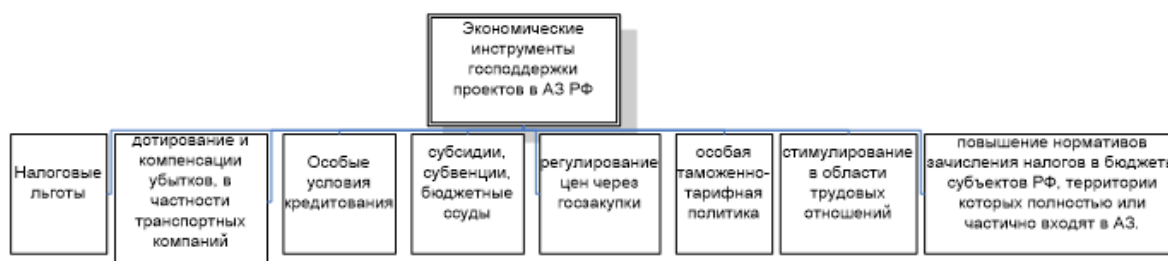 Экономические
инструменты
господдержки
проектов в АЗ РФ
Налоговые
льготы
дотирование и
компенсации
убытков, в
частности
транспортных
компаний
Особые
условия
кредитования
субсидии,
субвенции,
бюджетные
ссуды
регулирование
цен через
госзакупки
особая
таможенно-
тарифная
политика
стимулирование
в области
трудовых
отношений
повышение нормативов
зачисления налогов в бюджеты
субъектов РФ, территории
которых полностью или
частично входят в АЗ.